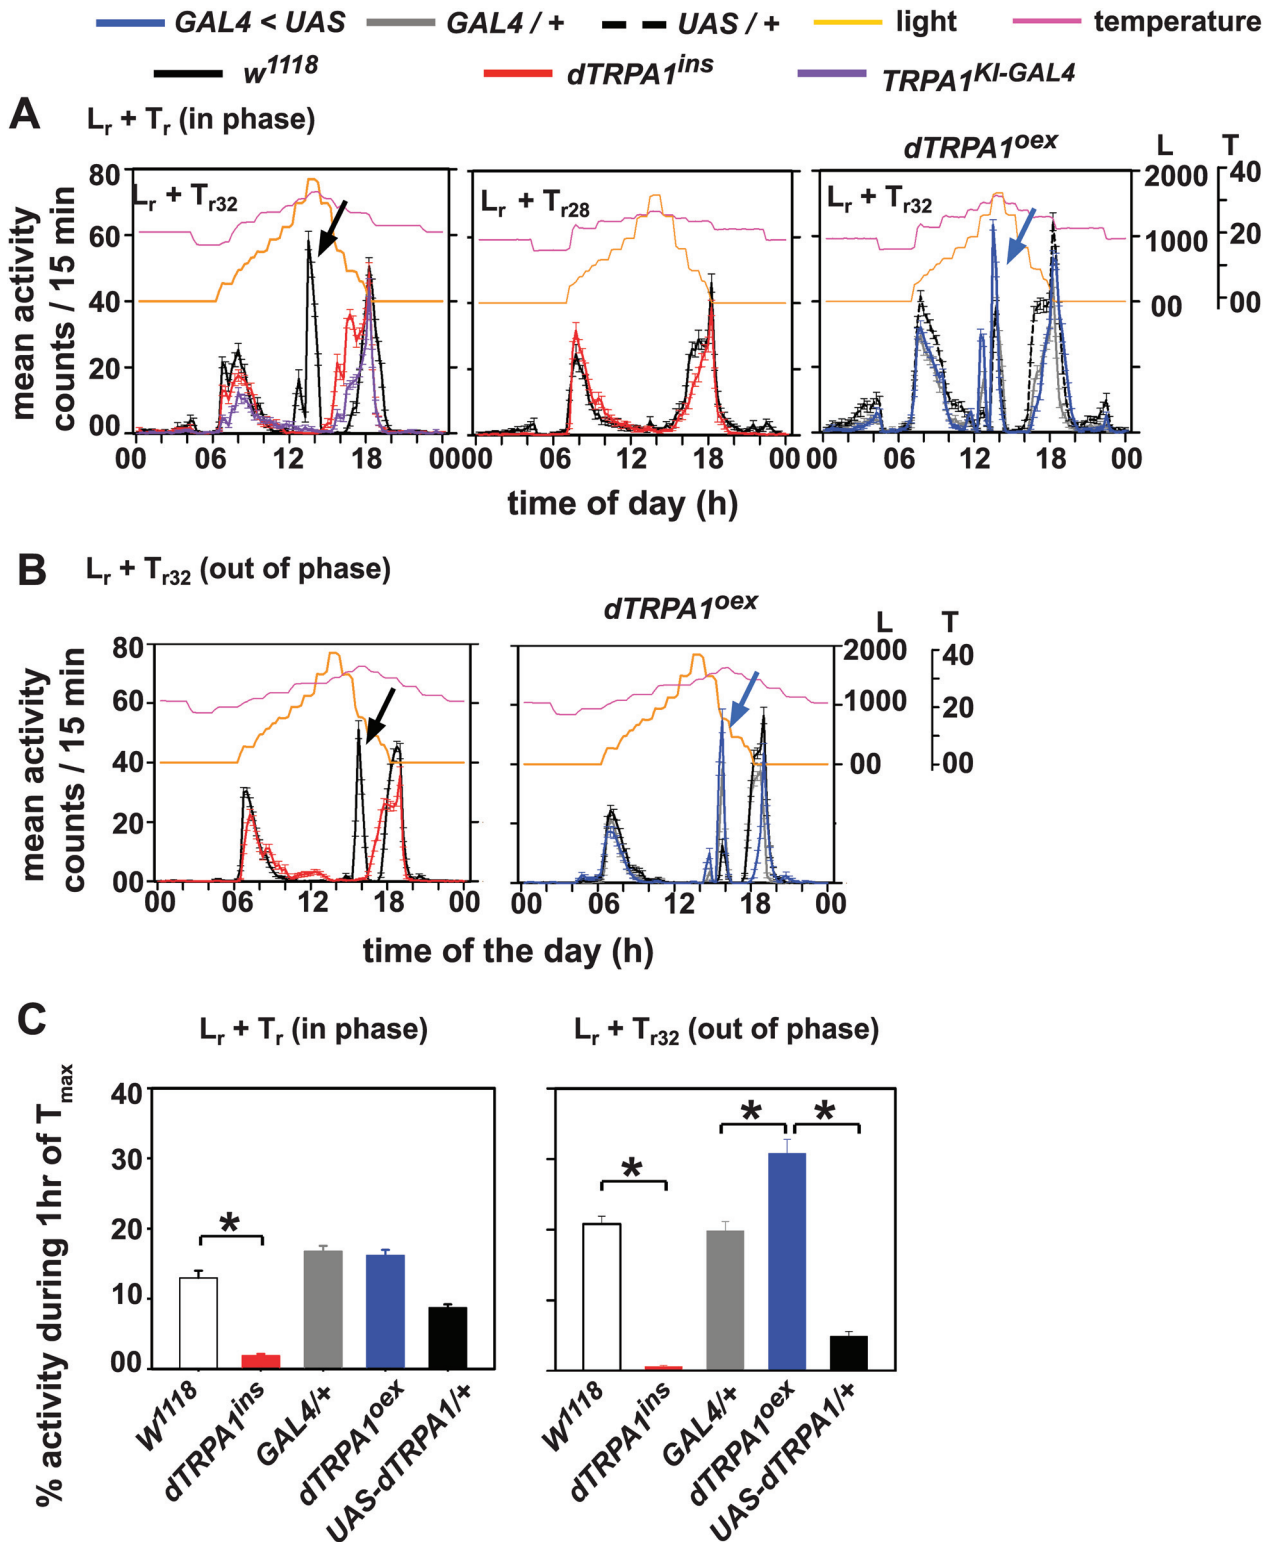 GAL4 < UAS GAL4 / + UAS / + light temperature
w1118 dTRPA1ins TRPA1KI-GAL4
A Lr + Tr (in phase)
dTRPA1oex L T
Lr + Tr32 Lr + Tr28 Lr + Tr32
mean activity
counts / 15 min
80
60
40
20
00
2000
1000
00
40
20
00
00 06 12 18 00 00 06 12 18 00 00 06 12 18 00
time of day (h)
B Lr + Tr32 (out of phase)
dTRPA1oex L T
mean activity
counts / 15 min
80
60
40
20
00
2000
1000
00
40
20
00
00 06 12 18 00 00 06 12 18 00
time of the day (h)
C
Lr + Tr (in phase) Lr + Tr32 (out of phase)
% activity during 1hr of Tmax
40
30
20
10
00
* * * *
W1118 dTRPA1ins GAL4/+ dTRPA1oex UAS-dTRPA1/+ W1118 dTRPA1ins GAL4/+ dTRPA1oex UAS-dTRPA1/+